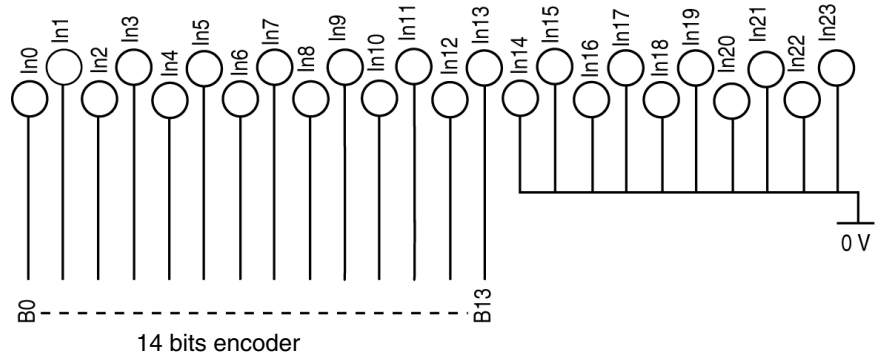 In0 In1 In2 In3 In4 In5 In6 In7 In8 In9 In10 In11 In12 In13 In14 In15 In16 In17 In18 In19 In20 In21 In22 In23
0 V
B0 B13
14 bits encoder